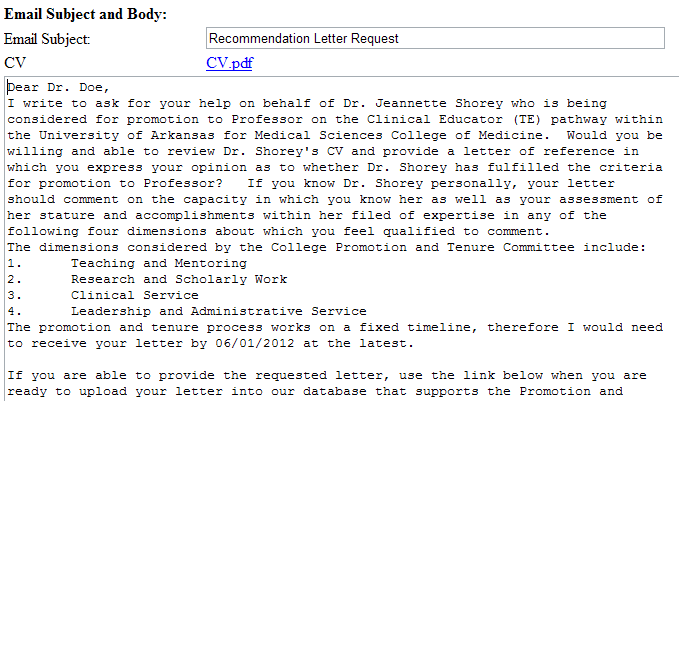 Email Subject and Body:
Email Subject: Recommendation Letter Request
CV CV.pdf
Dear Dr. Doe,
I write to ask for your help on behalf of Dr. Jeannette Shorey who is being
considered for promotion to Professor on the Clinical Educator (TE) pathway within
the University of Arkansas for Medical Sciences College of Medicine.  Would you be
willing and able to review Dr. Shorey's CV and provide a letter of reference in
which you express your opinion as to whether Dr. Shorey has fulfilled the criteria
for promotion to Professor?   If you know Dr. Shorey personally, your letter
should comment on the capacity in which you know her as well as your assessment of
her stature and accomplishments within her filed of expertise in any of the
following four dimensions about which you feel qualified to comment.
The dimensions considered by the College Promotion and Tenure Committee include:
1.      Teaching and Mentoring
2.      Research and Scholarly Work
3.      Clinical Service
4.      Leadership and Administrative Service
The promotion and tenure process works on a fixed timeline, therefore I would need
to receive your letter by 06/01/2012 at the latest.

If you are able to provide the requested letter, use the link below when you are
ready to upload your letter into our database that supports the Promotion and